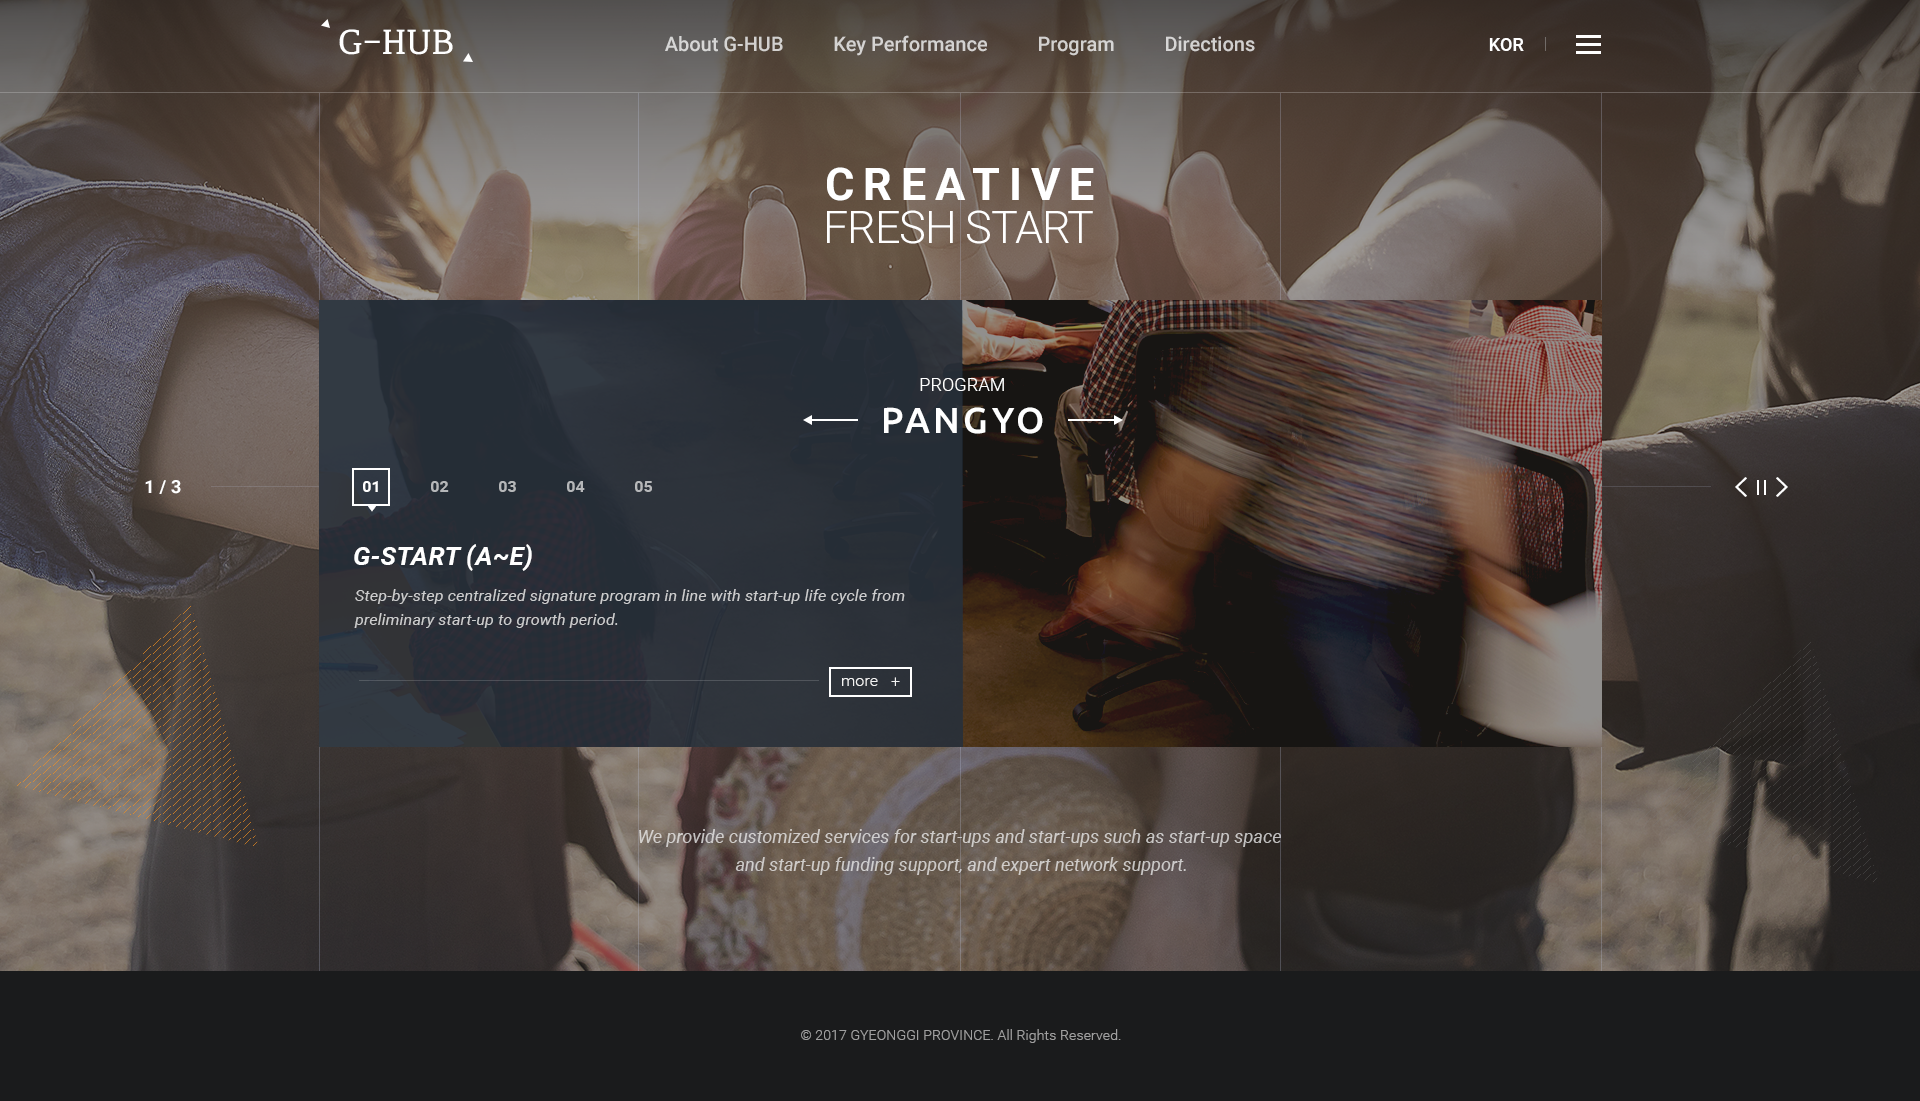 G-HUB
About G-HUB
Key Performance
Program
Directions
KOR
CREATIVE
FRESH START
PROGRAM
PANGYO
1 / 3
01
02
03
04
05
G-START (A~E)
Step-by-step centralized signature program in line with start-up life cycle from
preliminary start-up to growth period.
more +
We provide customized services for start-ups and start-ups such as start-up space
and start-up funding support, and expert network support.
© 2017 GYEONGGI PROVINCE. All Rights Reserved.